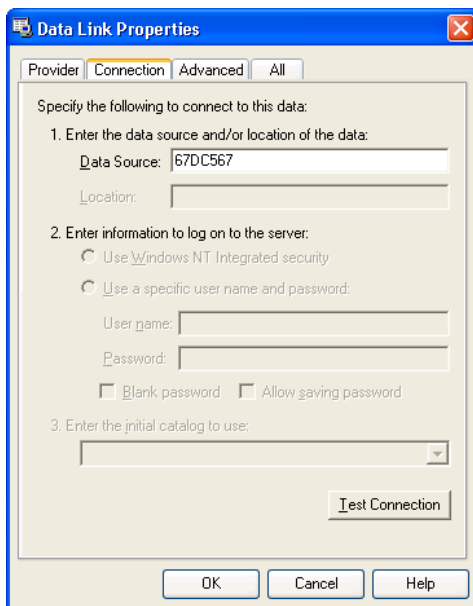 Data Link Properties
Provider Connection Advanced All
Specify the following to connect to this data:
1. Enter the data source and/or location of the data:
Data Source: 67DC567
Location:
2. Enter information to log on to the server:
Use Windows NT Integrated security
Use a specific user name and password:
User name:
Password:
Blank password Allow saving password
3. Enter the initial catalog to use:
Test Connection
OK Cancel Help